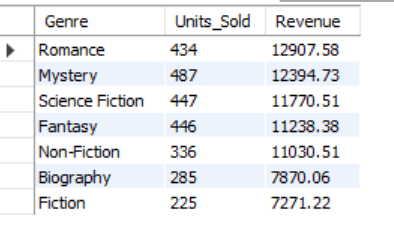 Genre Units_Sold Revenue
Romance 434 12907.58
Mystery 487 12394.73
Science Fiction 447 11770.51
Fantasy 446 11238.38
Non-Fiction 336 11030.51
Biography 285 7870.06
Fiction 225 7271.22